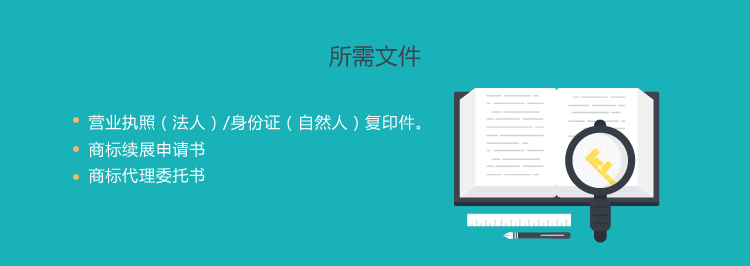 所需文件
营业执照（法人）/身份证（自然人）复印件。
商标续展申请书
商标代理委托书